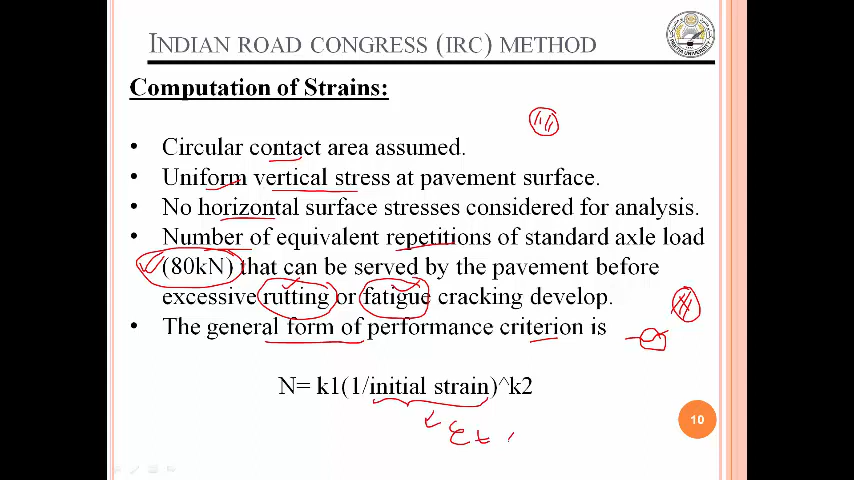 INDIAN ROAD CONGRESS (IRC) METHOD
Computation of Strains:
• Circular contact area assumed.
• Uniform vertical stress at pavement surface.
• No horizontal surface stresses considered for analysis.
• Number of equivalent repetitions of standard axle load
(80kN) that can be served by the pavement before
excessive rutting or fatigue cracking develop.
• The general form of performance criterion is
N= k1(1/initial strain)^k2
εt,
10